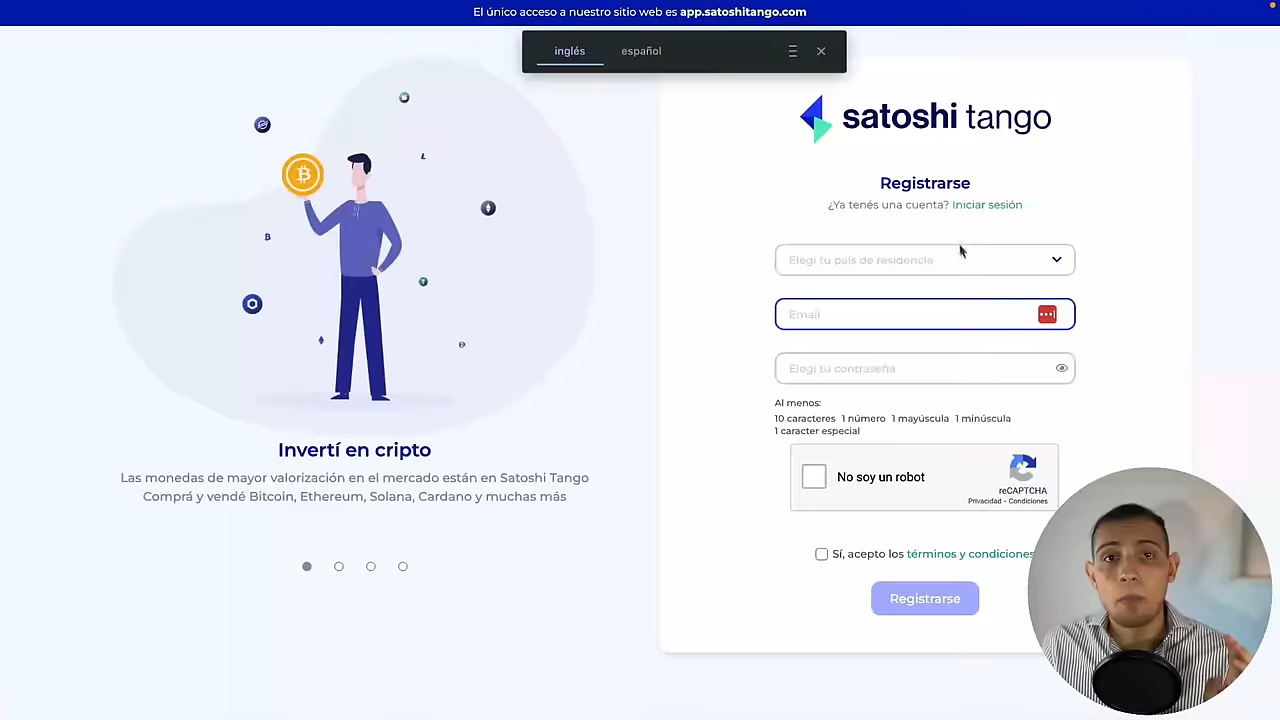 El único acceso a nuestro sitio web es app.satoshitango.com
inglés
español
satoshi tango
Registrarse
¿Ya tenés una cuenta? Iniciar sesión
Elegi tu país de residencia
Email
Elegi tu contraseña
Al menos:
10 caracteres 1 número 1 mayúscula 1 minúscula
1 caracter especial
No soy un robot
reCAPTCHA
Privacidad - Condiciones
Sí, acepto los términos y condiciones
Registrarse
Invertí en cripto
Las monedas de mayor valorización en el mercado están en Satoshi Tango
Comprá y vendé Bitcoin, Ethereum, Solana, Cardano y muchas más